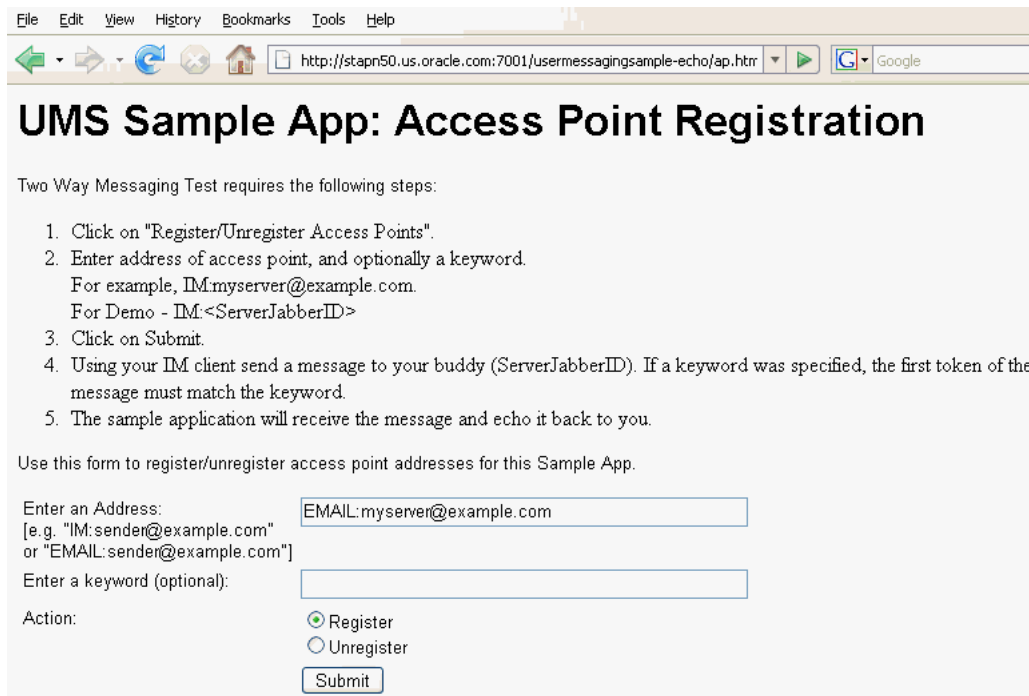 File Edit View History Bookmarks Tools Help
http://stapn50.us.oracle.com:7001/usermessagingsample-echo/ap.htm
G Google
UMS Sample App: Access Point Registration
Two Way Messaging Test requires the following steps:
1. Click on "Register/Unregister Access Points".
2. Enter address of access point, and optionally a keyword.
For example, IM:myserver@example.com.
For Demo - IM:<ServerJabberID>
3. Click on Submit.
4. Using your IM client send a message to your buddy (ServerJabberID). If a keyword was specified, the first token of the
message must match the keyword.
5. The sample application will receive the message and echo it back to you.
Use this form to register/unregister access point addresses for this Sample App.
Enter an Address: EMAIL:myserver@example.com
[e.g. "IM:sender@example.com"
or "EMAIL:sender@example.com"]
Enter a keyword (optional):
Action: Register
Unregister
Submit